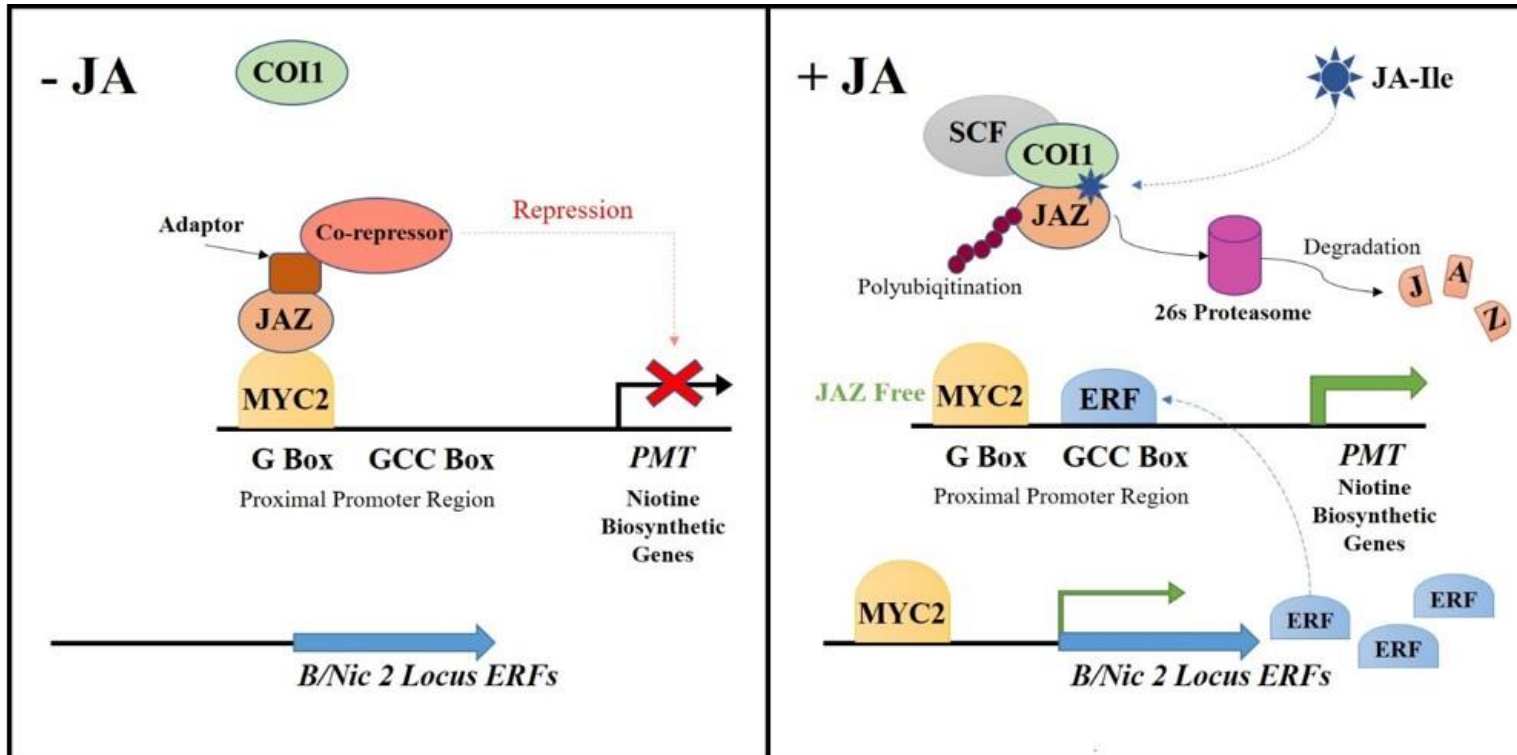 - JA
COI1
Adaptor
Co-repressor
Repression
JAZ
MYC2
G Box
GCC Box
PMT
Proximal Promoter Region
Niotine
Biosynthetic
Genes
B/Nic 2 Locus ERFs
+ JA
JA-Ile
SCF
COI1
JAZ
Polyubiqitination
26s Proteasome
Degradation
J
A
Z
JAZ Free
MYC2
ERF
G Box
GCC Box
PMT
Proximal Promoter Region
Niotine
Biosynthetic
Genes
MYC2
ERF
ERF
ERF
B/Nic 2 Locus ERFs